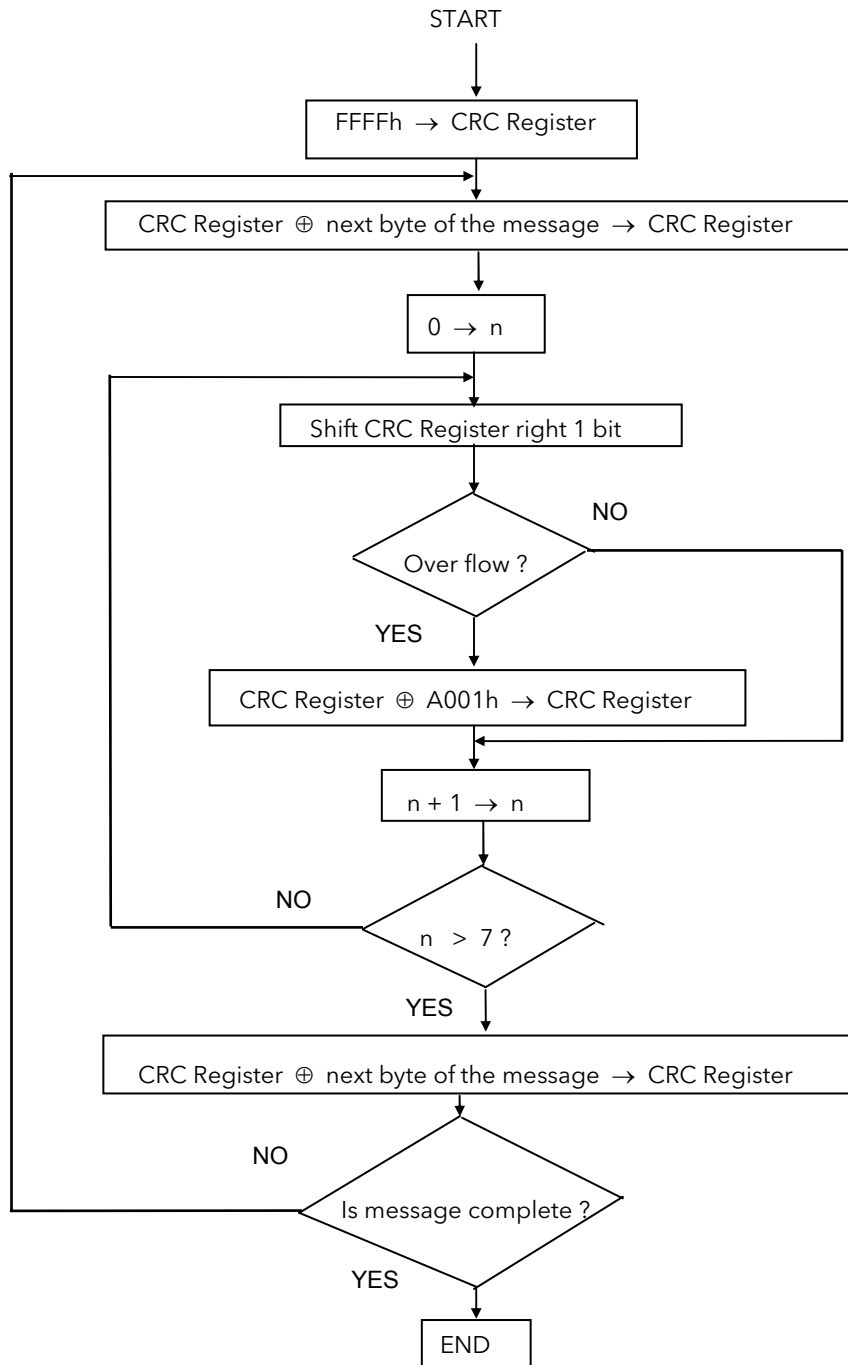 START
FFFFh → CRC Register
CRC Register ⊕ next byte of the message → CRC Register
0 → n
Shift CRC Register right 1 bit
NO
Over flow ?
YES
CRC Register ⊕ A001h → CRC Register
n + 1 → n
NO
n > 7 ?
YES
CRC Register ⊕ next byte of the message → CRC Register
NO
Is message complete ?
YES
END